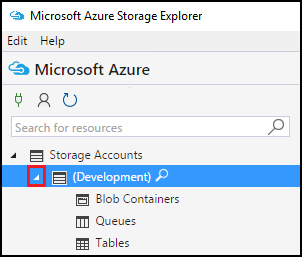 Microsoft Azure Storage Explorer
Edit Help
Microsoft Azure
Search for resources
Storage Accounts
(Development)
Blob Containers
Queues
Tables